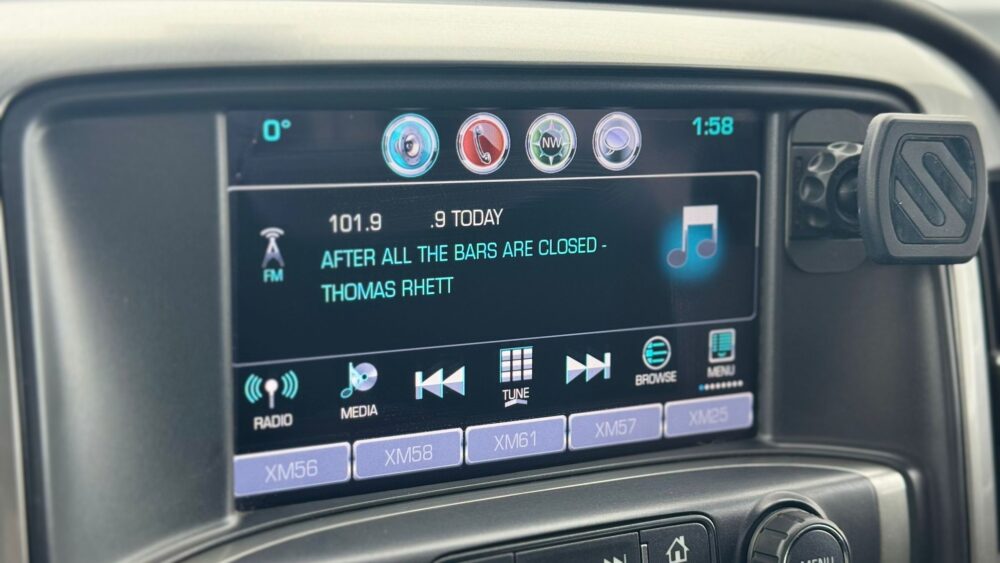 0° NW 1:58
101.9 .9 TODAY
FM AFTER ALL THE BARS ARE CLOSED -
THOMAS RHETT
RADIO MEDIA TUNE BROWSE MENU
XM56 XM58 XM61 XM57 XM25
MENU